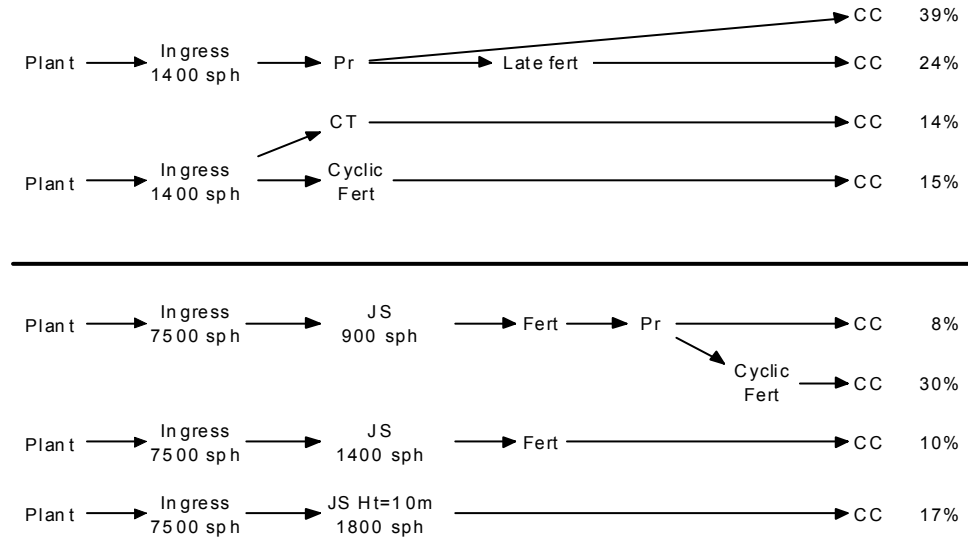 CC 39%
Plant Ingress 1400 sph Pr Late fert CC 24%
CT CC 14%
Plant Ingress 1400 sph Cyclic Fert CC 15%
Plant Ingress 7500 sph JS 900 sph Fert Pr CC 8%
Cyclic Fert CC 30%
Plant Ingress 7500 sph JS 1400 sph Fert CC 10%
Plant Ingress 7500 sph JS Ht=10m 1800 sph CC 17%